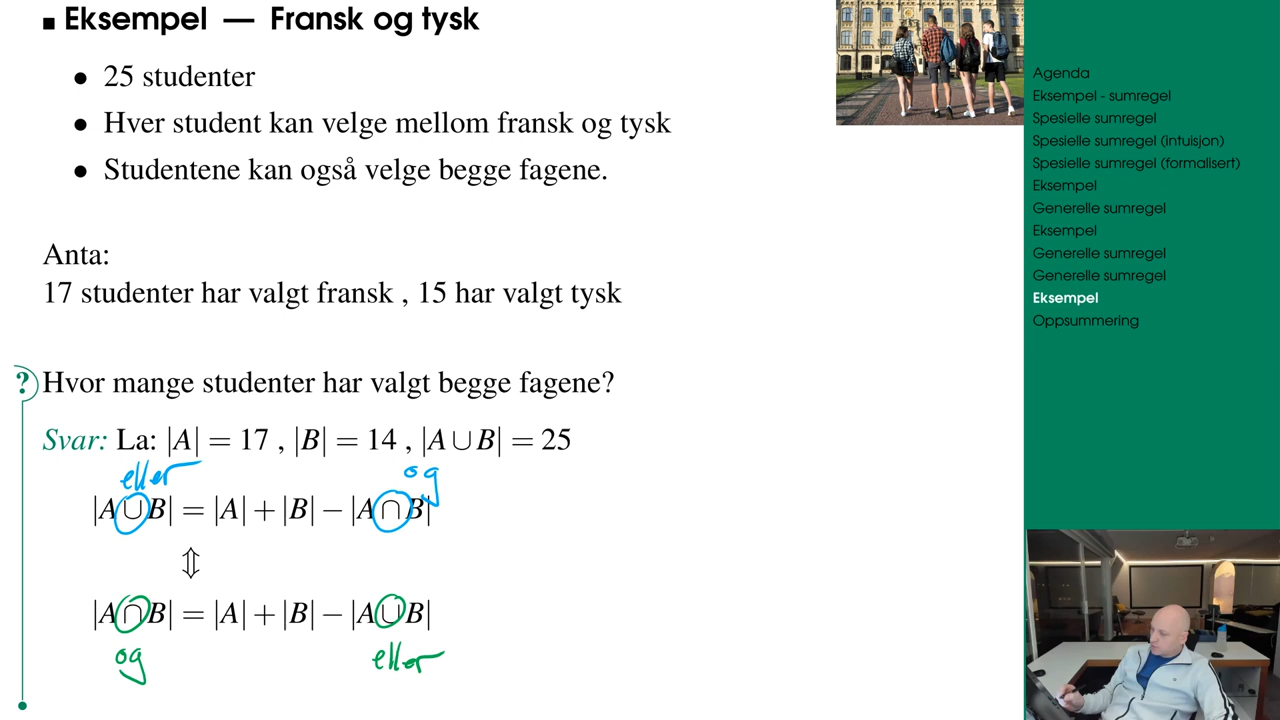 Eksempel — Fransk og tysk
• 25 studenter
• Hver student kan velge mellom fransk og tysk
• Studentene kan også velge begge fagene.
Anta:
17 studenter har valgt fransk , 15 har valgt tysk
? Hvor mange studenter har valgt begge fagene?
Svar: La: |A| = 17 , |B| = 14 , |A ∪ B| = 25
eller og
|A ∪ B| = |A| + |B| − |A ∩ B|
⇕
|A ∩ B| = |A| + |B| − |A ∪ B|
og eller
Agenda
Eksempel - sumregel
Spesielle sumregel
Spesielle sumregel (intuisjon)
Spesielle sumregel (formalisert)
Eksempel
Generelle sumregel
Eksempel
Generelle sumregel
Generelle sumregel
Eksempel
Oppsummering